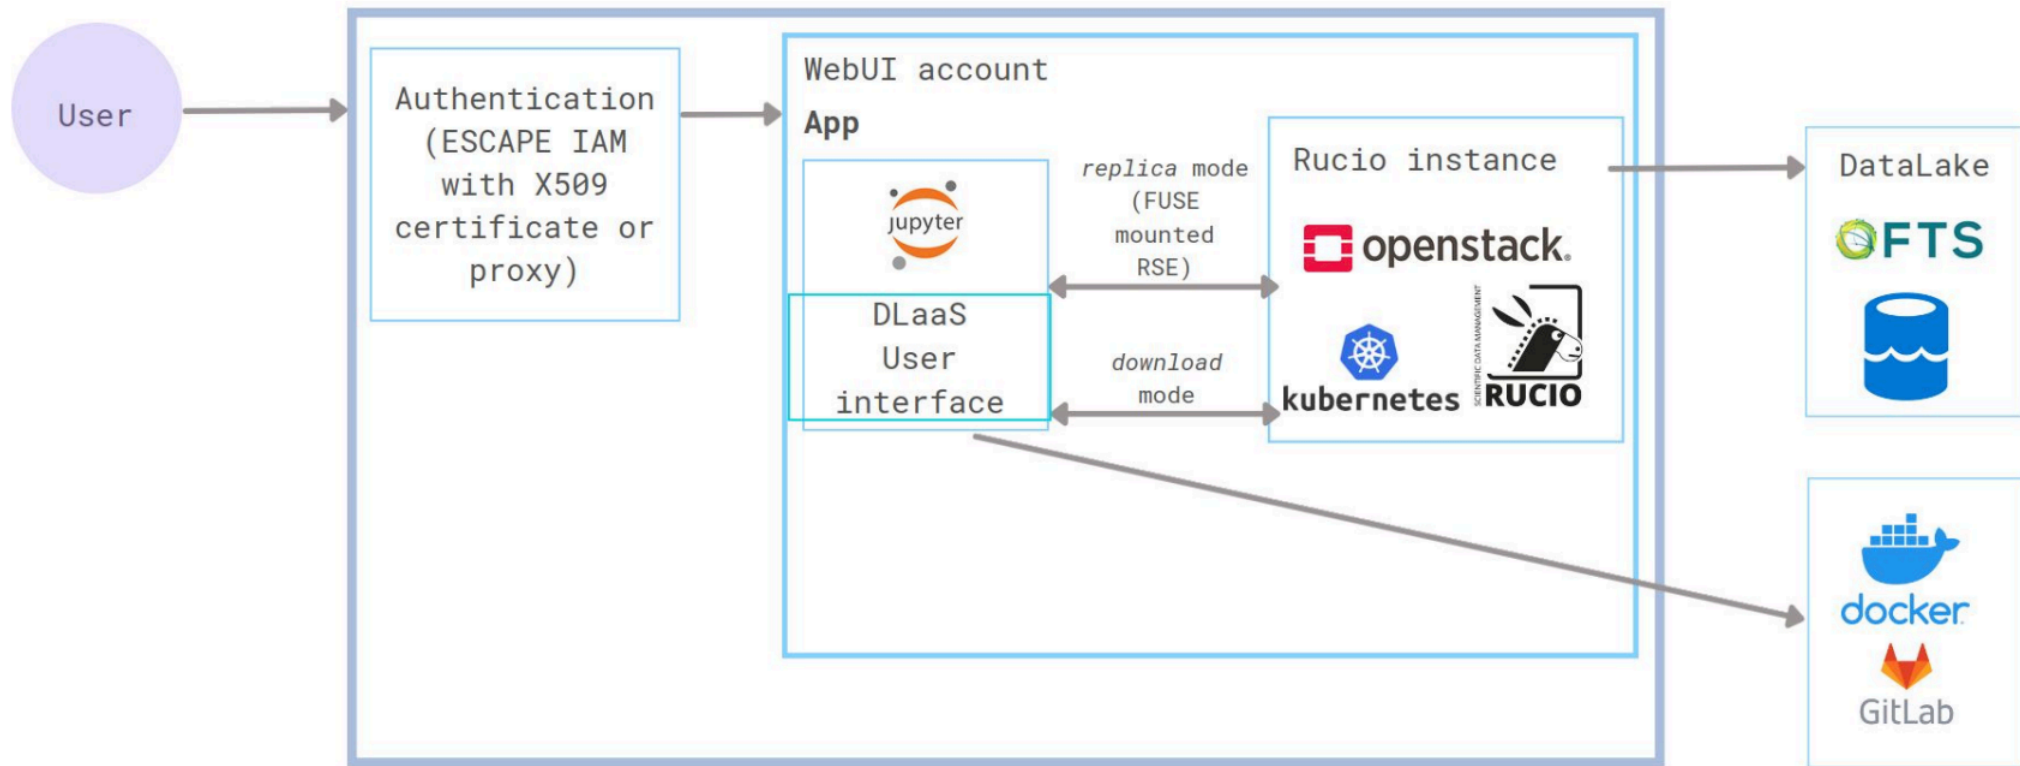 User
Authentication
(ESCAPE IAM
with X509
certificate or
proxy)
WebUI account
App
jupyter
DLaaS
User
interface
replica mode
(FUSE
mounted
RSE)
download
mode
Rucio instance
openstack.
kubernetes
SCIENTIFIC DATA MANAGEMENT
RUCIO
DataLake
FTS
docker
GitLab